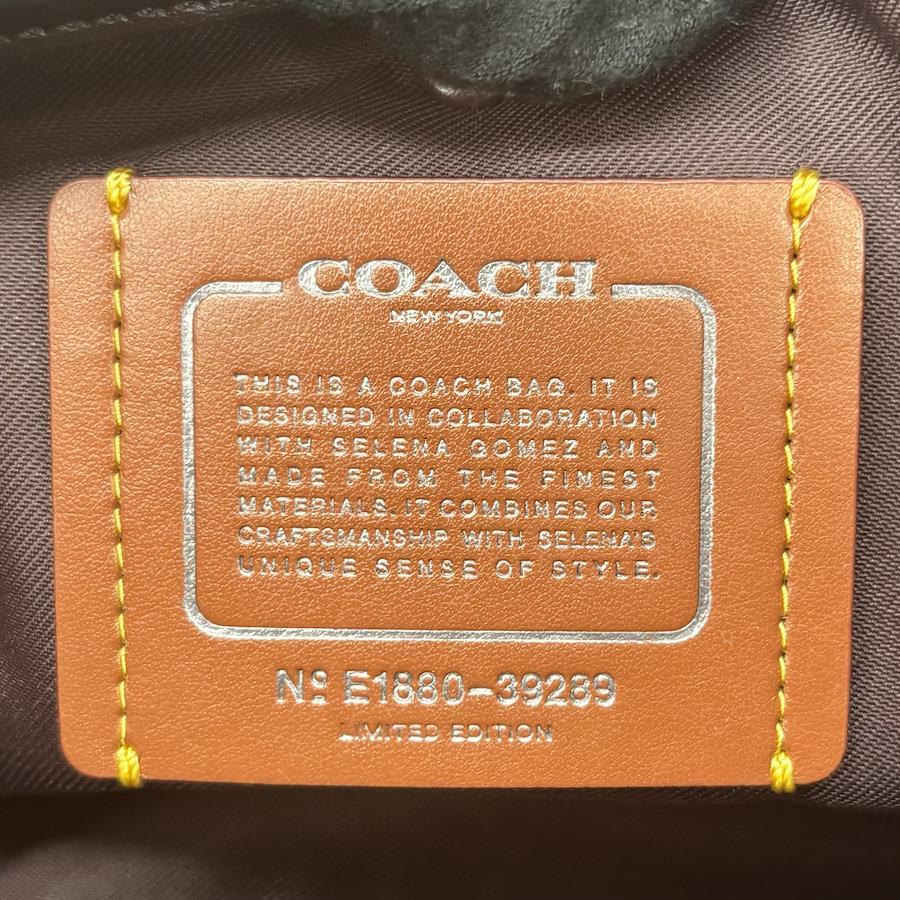 COACH
NEW YORK
THIS IS A COACH BAG. IT IS
DESIGNED IN COLLABORATION
WITH SELENA GOMEZ AND
MADE FROM THE FINEST
MATERIALS. IT COMBINES OUR
CRAFTSMANSHIP WITH SELENA'S
UNIQUE SENSE OF STYLE.
Nº E1880-39289
LIMITED EDITION